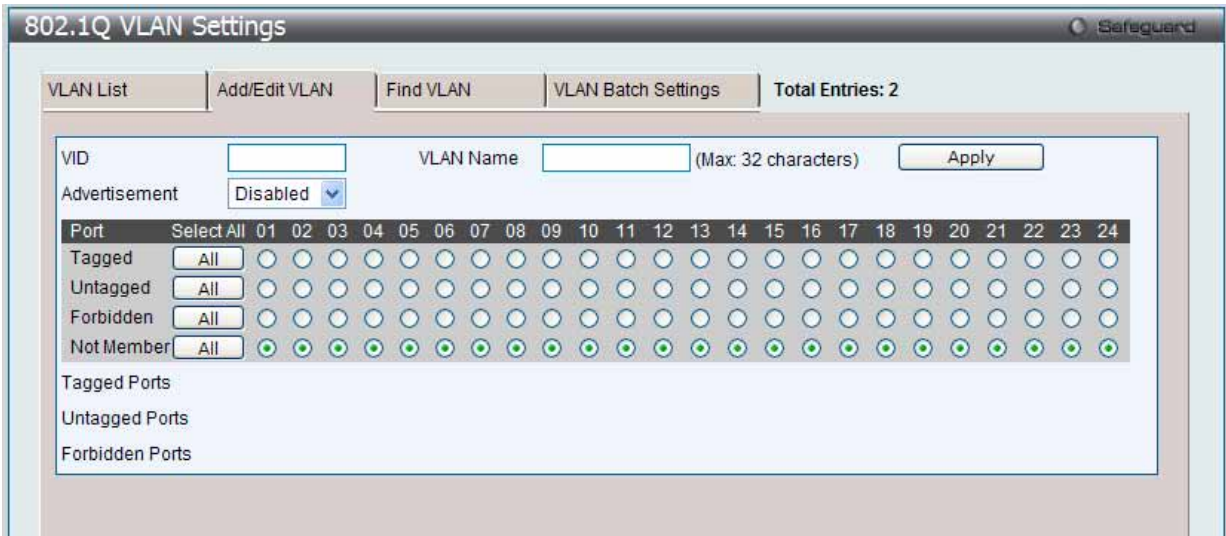 802.1Q VLAN Settings Safeguard
VLAN List Add/Edit VLAN Find VLAN VLAN Batch Settings Total Entries: 2
VID VLAN Name (Max: 32 characters) Apply
Advertisement Disabled
Port Select All 01 02 03 04 05 06 07 08 09 10 11 12 13 14 15 16 17 18 19 20 21 22 23 24
Tagged All
Untagged All
Forbidden All
Not Member All
Tagged Ports
Untagged Ports
Forbidden Ports